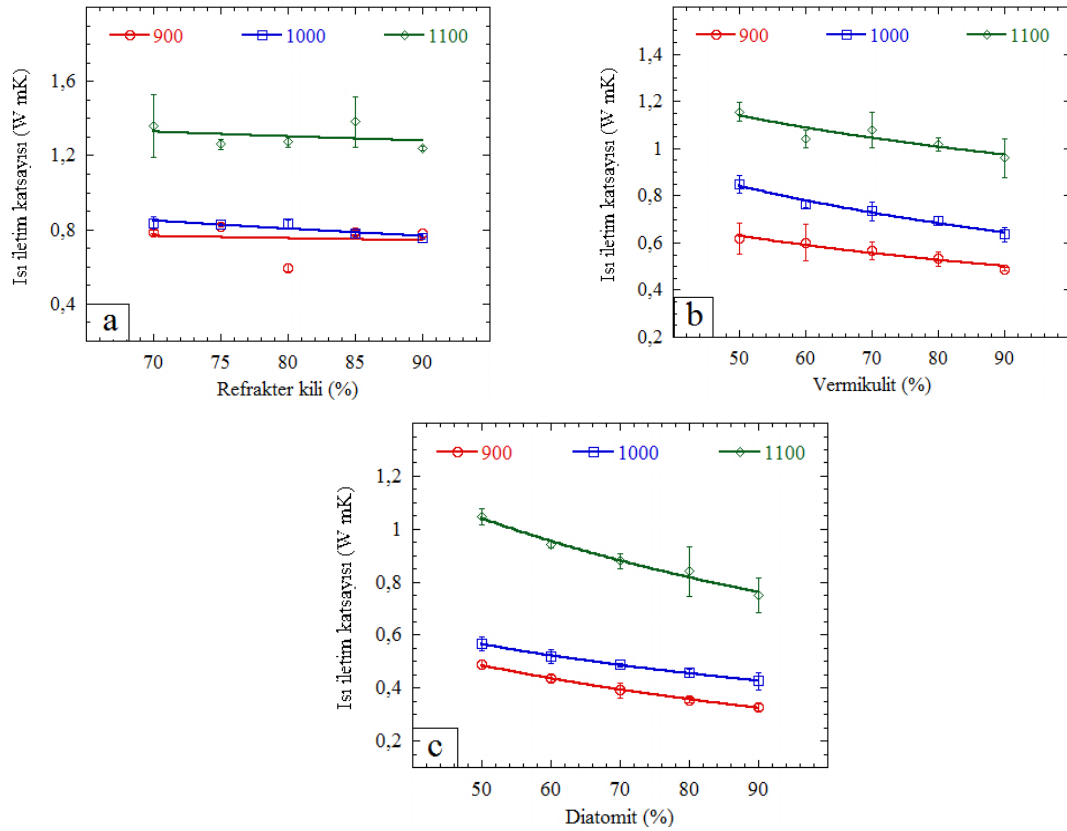 900 1000 1100
1,6
1,2
0,8
0,4
Isı iletim katsayısı (W mK)
a
70 75 80 85 90
Refrakter kili (%)
900 1000 1100
1,4
1,2
1
0,8
0,6
0,4
0,2
Isı iletim katsayısı (W mK)
b
50 60 70 80 90
Vermikulit (%)
900 1000 1100
1,2
1
0,8
0,6
0,4
0,2
Isı iletim katsayısı (W mK)
c
50 60 70 80 90
Diatomit (%)